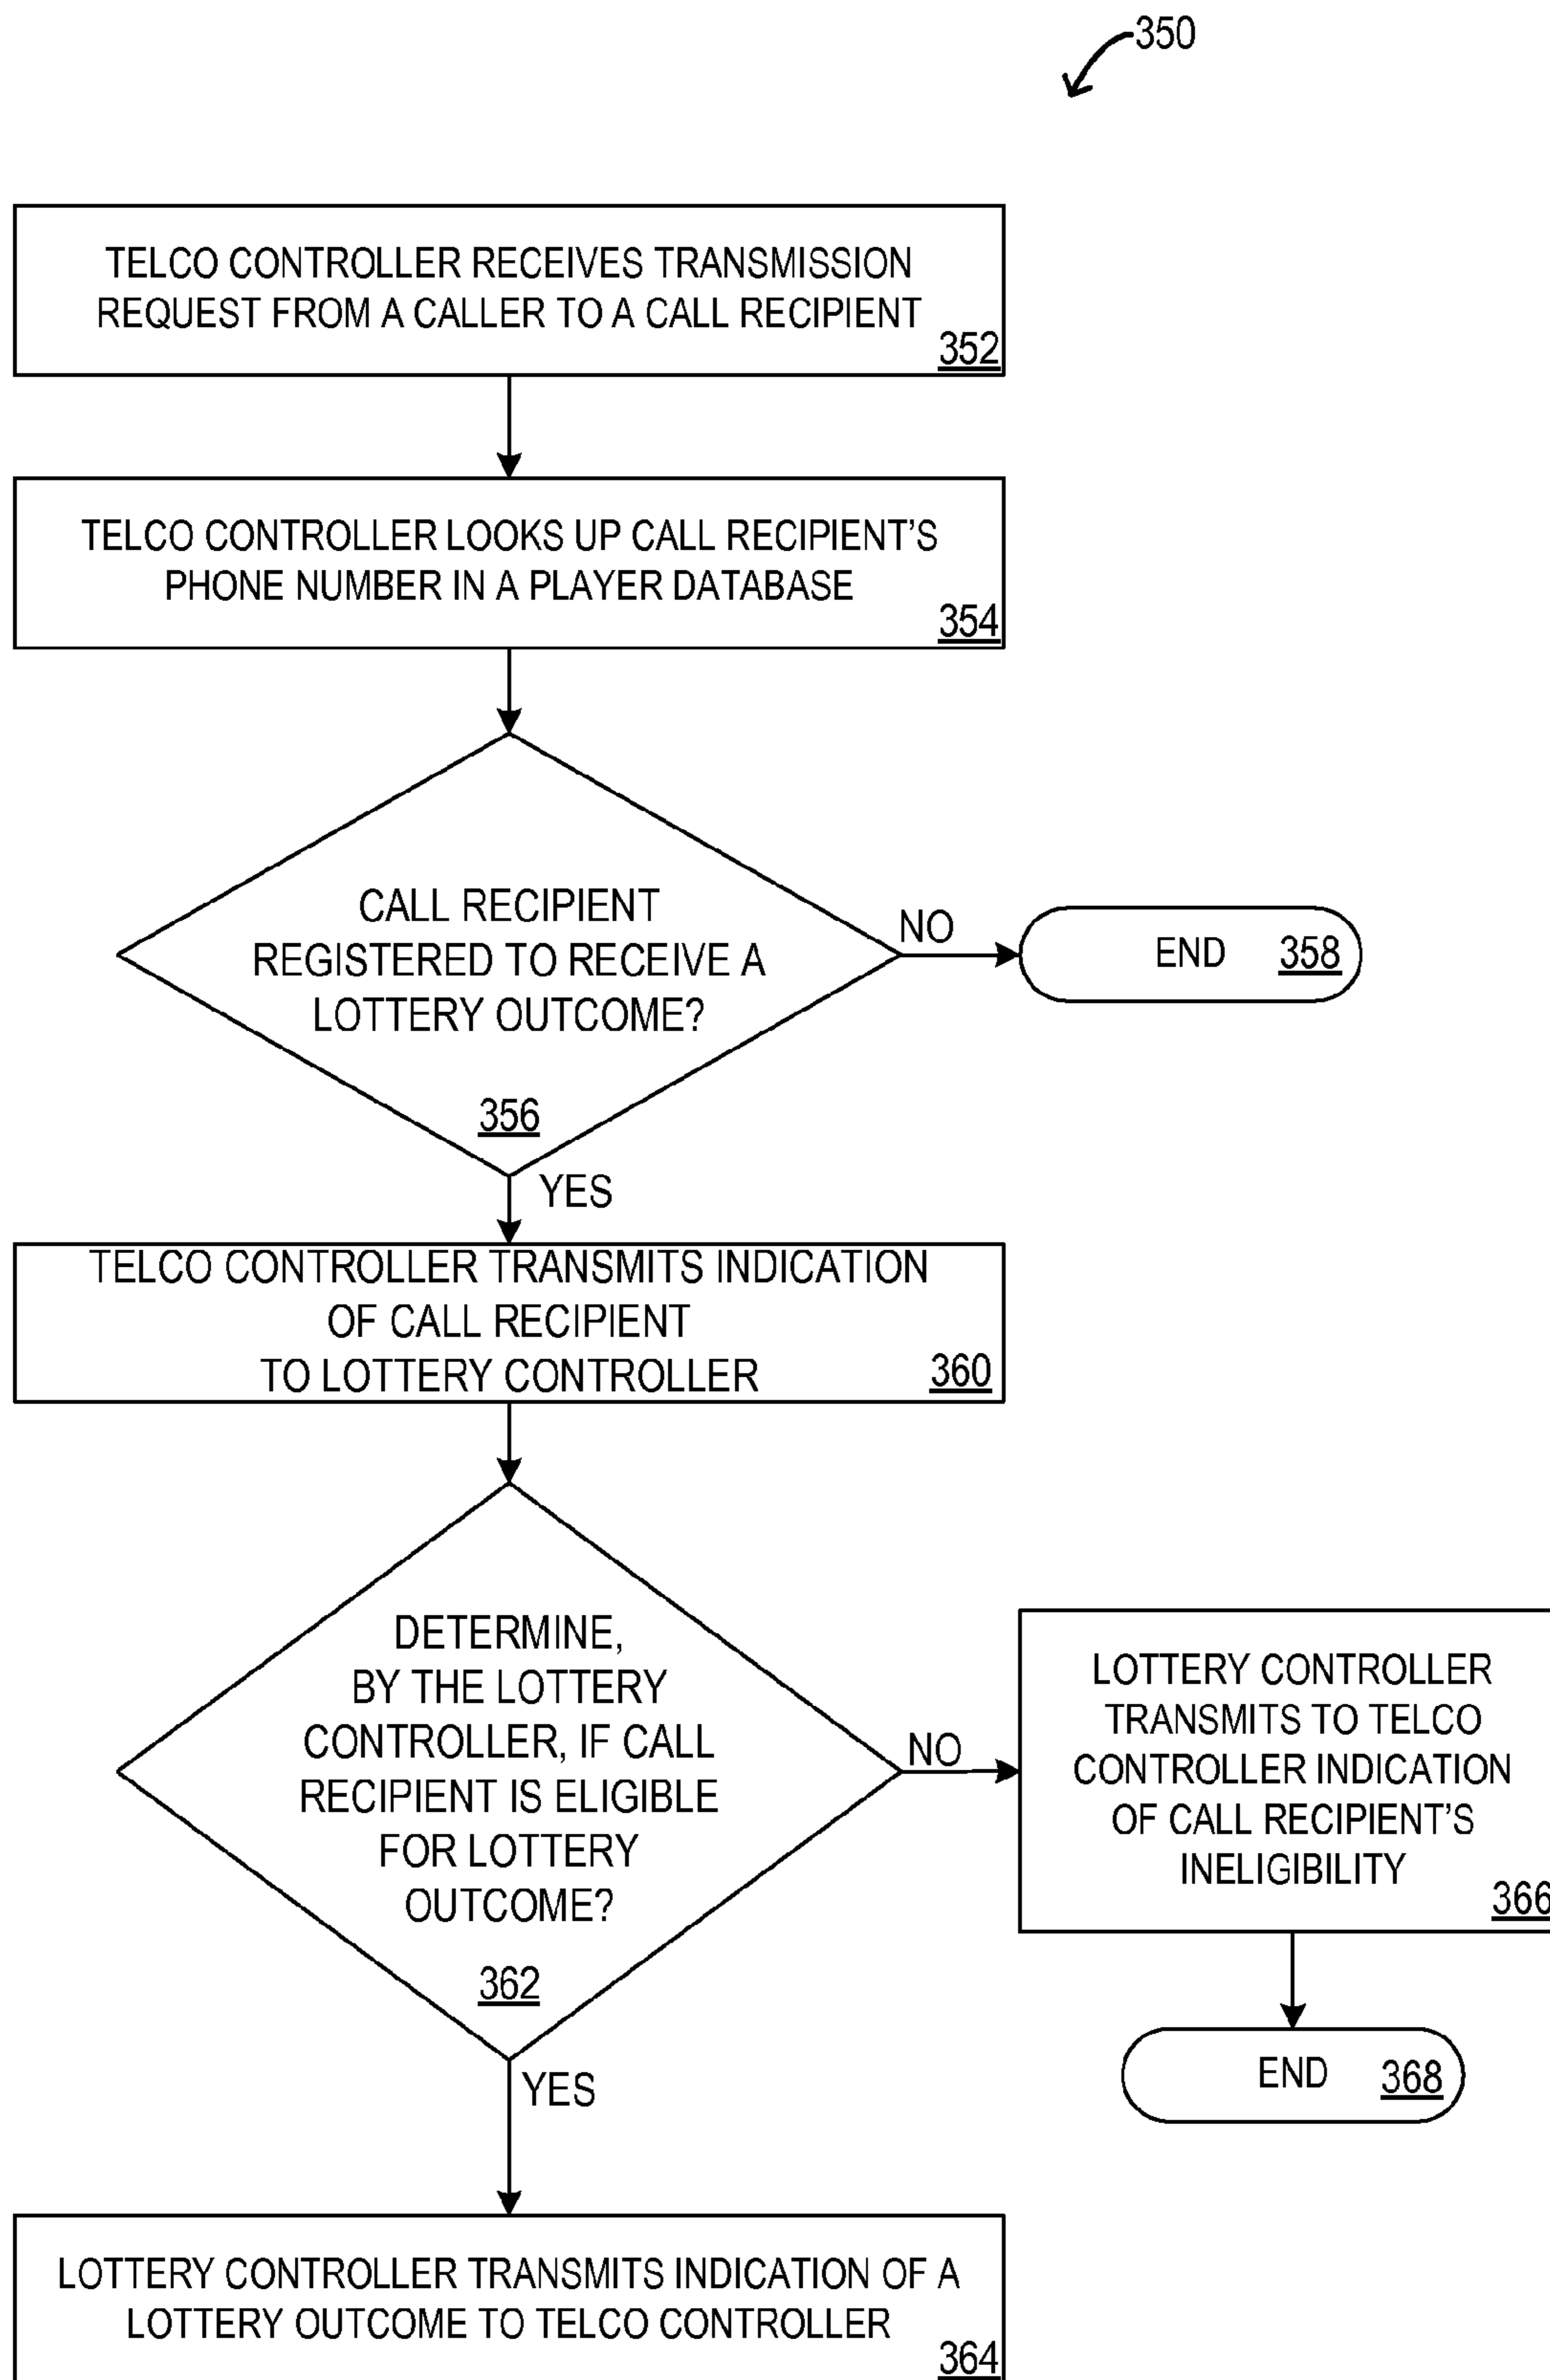 350
TELCO CONTROLLER RECEIVES TRANSMISSION
REQUEST FROM A CALLER TO A CALL RECIPIENT
352
TELCO CONTROLLER LOOKS UP CALL RECIPIENT'S
PHONE NUMBER IN A PLAYER DATABASE
354
CALL RECIPIENT
REGISTERED TO RECEIVE A
LOTTERY OUTCOME?
356
NO
END 358
YES
TELCO CONTROLLER TRANSMITS INDICATION
OF CALL RECIPIENT
TO LOTTERY CONTROLLER
360
DETERMINE,
BY THE LOTTERY
CONTROLLER, IF CALL
RECIPIENT IS ELIGIBLE
FOR LOTTERY
OUTCOME?
362
NO
LOTTERY CONTROLLER
TRANSMITS TO TELCO
CONTROLLER INDICATION
OF CALL RECIPIENT'S
INELIGIBILITY
366
END 368
YES
LOTTERY CONTROLLER TRANSMITS INDICATION OF A
LOTTERY OUTCOME TO TELCO CONTROLLER
364